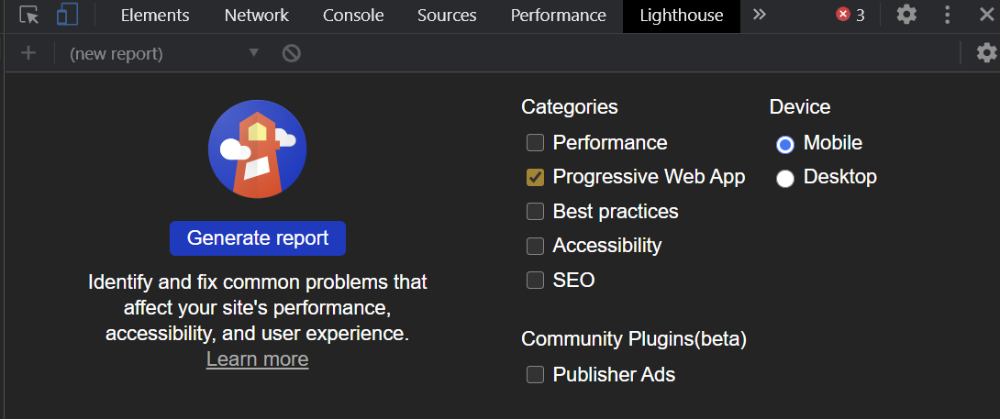 Elements Network Console Sources Performance Lighthouse » 3
(new report)
Categories
Performance
Progressive Web App
Best practices
Accessibility
SEO
Community Plugins(beta)
Publisher Ads
Device
Mobile
Desktop
Generate report
Identify and fix common problems that
affect your site's performance,
accessibility, and user experience.
Learn more